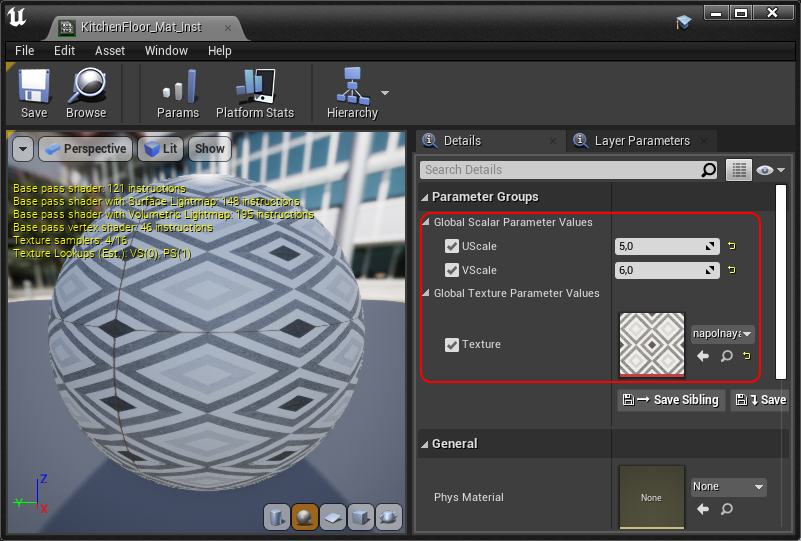 KitchenFloor_Mat_Inst
File Edit Asset Window Help
Save Browse Params Platform Stats Hierarchy
Details Layer Parameters
Perspective Lit Show
Base pass shader: 121 instructions
Base pass shader with Surface Lightmap: 148 instructions
Base pass shader with Volumetric Lightmap: 195 instructions
Base pass vertex shader: 46 instructions
Texture samplers: 4/16
Texture Lookups (Est.): VS(0), PS(1)
Z
Y
X
Search Details
Parameter Groups
Global Scalar Parameter Values
UScale 5,0
VScale 6,0
Global Texture Parameter Values
Texture napolnaya
Save Sibling Save
General
Phys Material None None